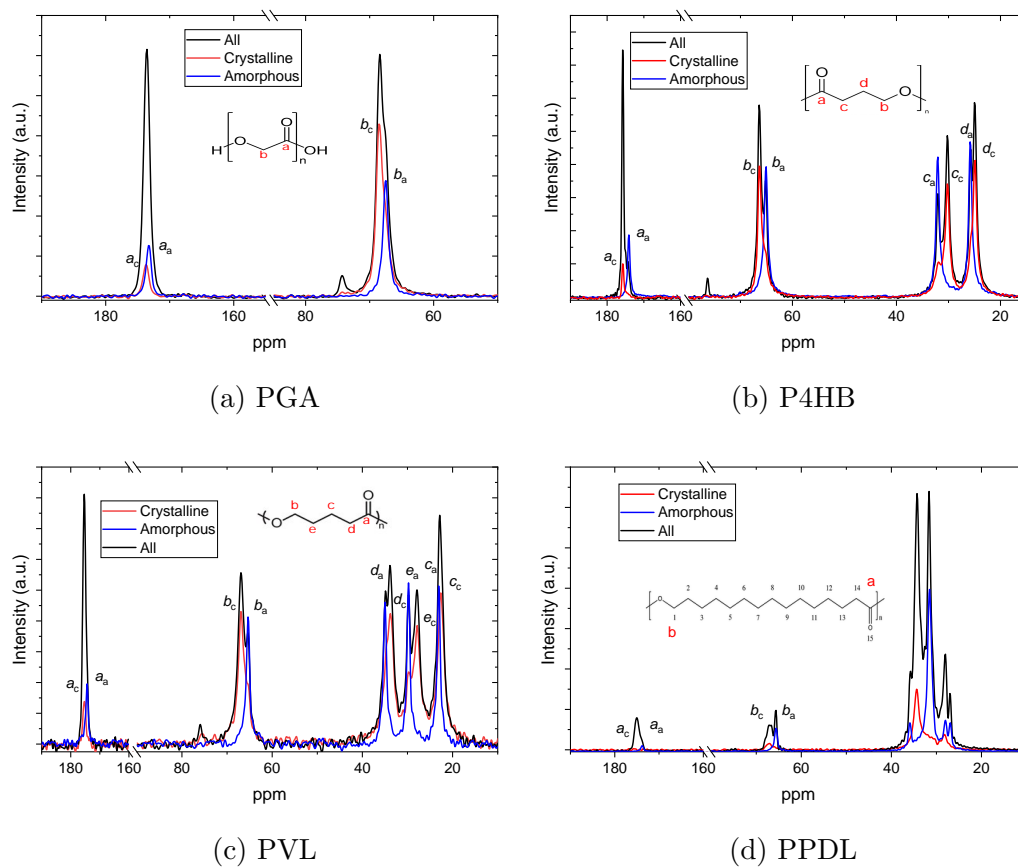 All
Crystalline
Amorphous
H
O
b
O
a
n
OH
a_c
a_a
b_c
b_a
Intensity (a.u.)
180
170
160
60
ppm
(a) PGA
All
Crystalline
Amorphous
O
a
c
d
b
O
n
a_c
a_a
b_c
b_a
c_a
c_c
d_a
d_c
Intensity (a.u.)
180
160
60
40
20
ppm
(b) P4HB
Crystalline
Amorphous
All
O
b
e
c
d
a
O
n
a_c
a_a
b_c
b_a
d_a
d_c
e_a
e_c
c_a
c_c
Intensity (a.u.)
180
160
80
60
40
20
ppm
(c) PVL
Crystalline
Amorphous
All
a
2 4 6 8 10 12 14
O
n
1 3 5 7 9 11 13
O
b
15
a_c
a_a
b_c
b_a
Intensity (a.u.)
180
160
60
40
20
ppm
(d) PPDL